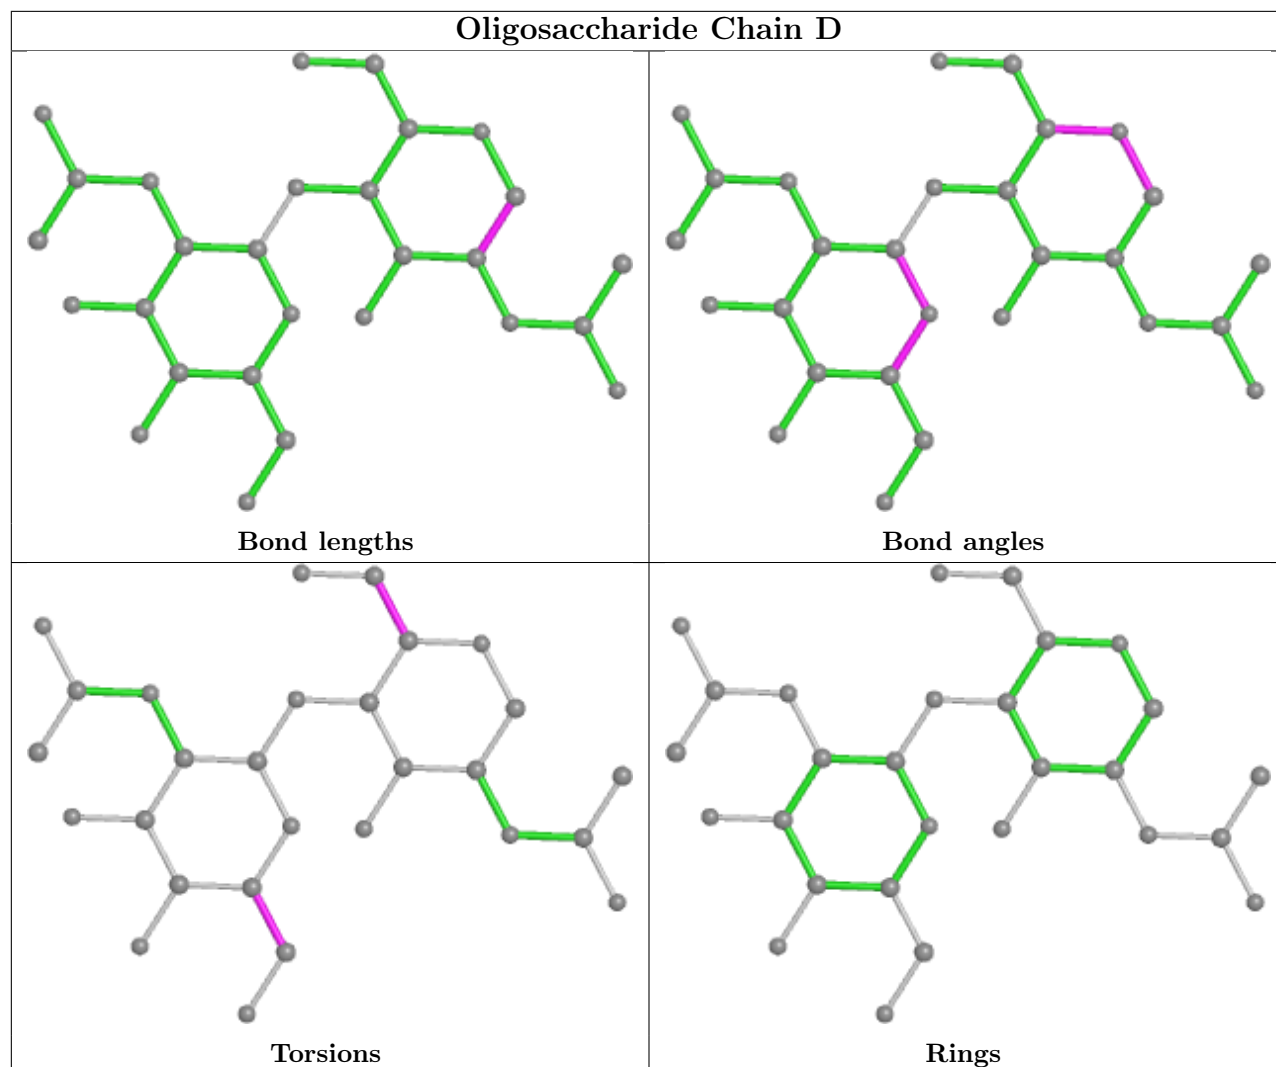 Oligosaccharide Chain D
Bond lengths
Bond angles
Torsions
Rings